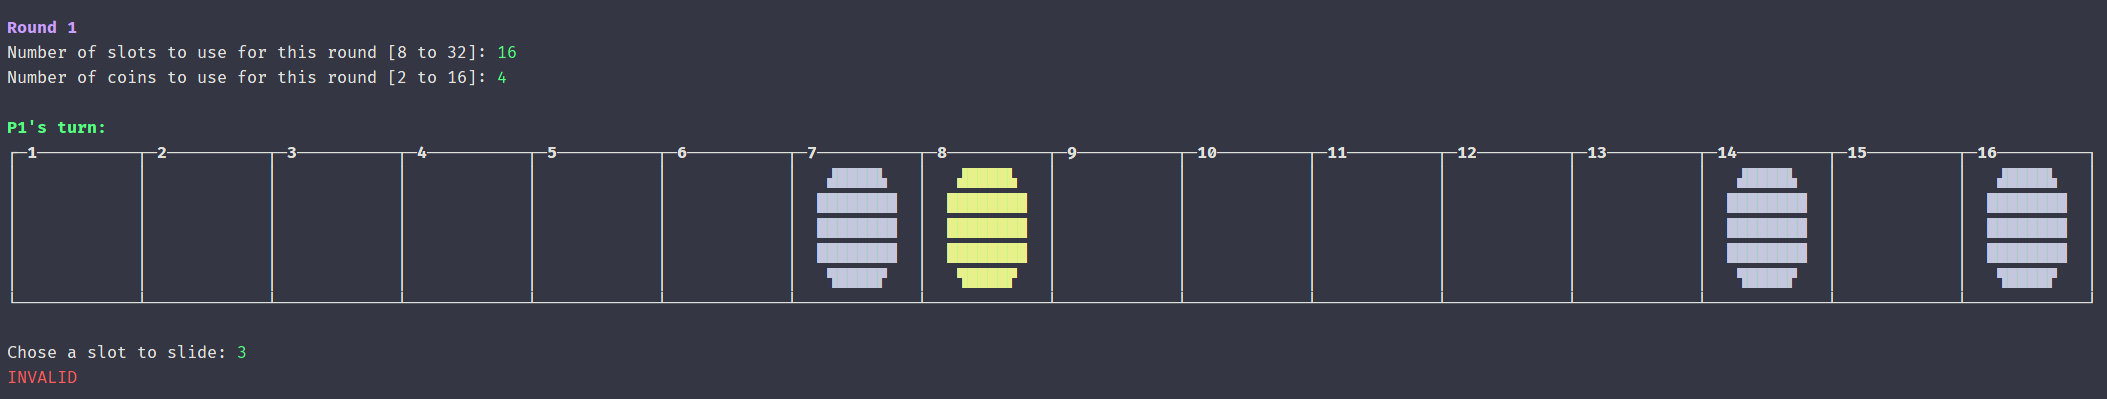 Round 1
Number of slots to use for this round [8 to 32]: 16
Number of coins to use for this round [2 to 16]: 4
P1's turn:
1 2 3 4 5 6 7 8 9 10 11 12 13 14 15 16
Chose a slot to slide: 3
INVALID